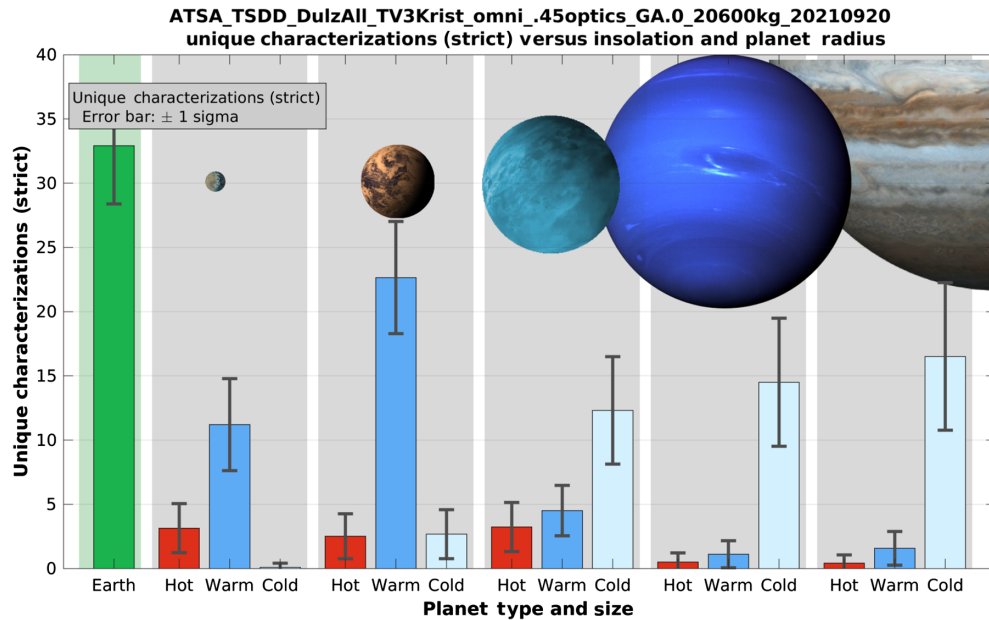 ATSA_TSDD_DulzAll_TV3Krist_omni_.45optics_GA.0_20600kg_20210920
unique characterizations (strict) versus insolation and planet radius
Unique characterizations (strict)
40
35
30
25
20
15
10
5
0
Unique characterizations (strict)
Error bar: ± 1 sigma
Earth Hot Warm Cold Hot Warm Cold Hot Warm Cold Hot Warm Cold Hot Warm Cold
Planet type and size